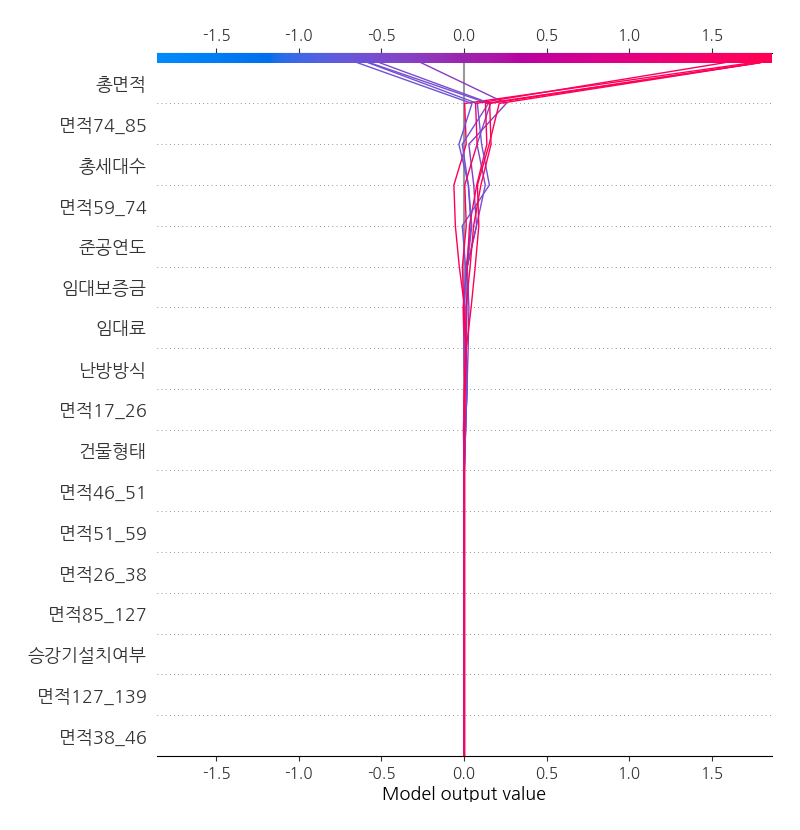 -1.5 -1.0 -0.5 0.0 0.5 1.0 1.5
총면적
면적74_85
총세대수
면적59_74
준공연도
임대보증금
임대료
난방방식
면적17_26
건물형태
면적46_51
면적51_59
면적26_38
면적85_127
승강기설치여부
면적127_139
면적38_46
-1.5 -1.0 -0.5 0.0 0.5 1.0 1.5
Model output value